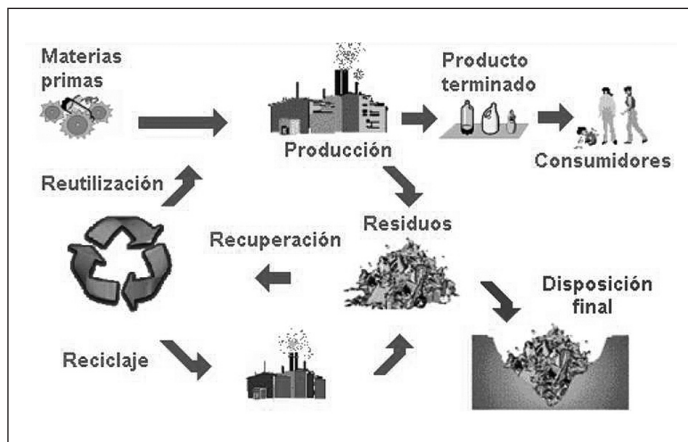 Materias
primas
Producto
terminado
Producción
Consumidores
Reutilización
Residuos
Recuperación
Disposición
final
Reciclaje